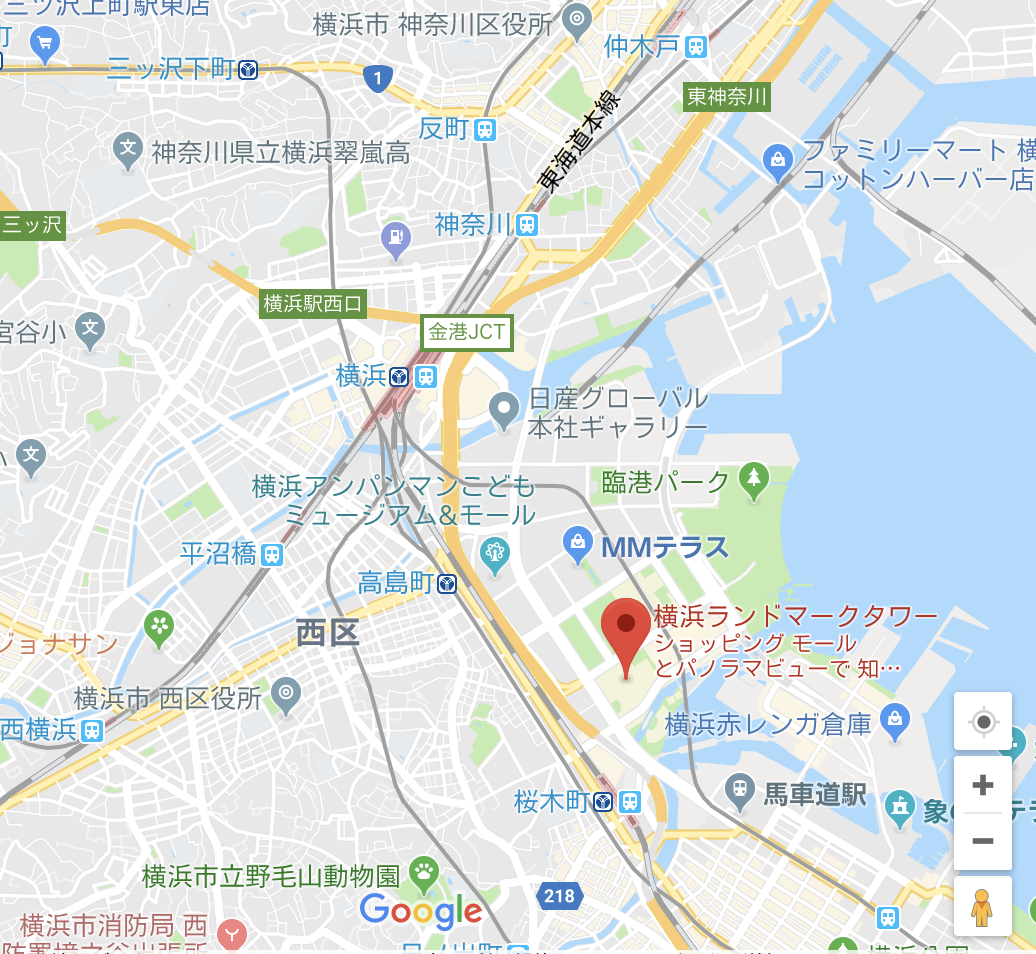 三ッ沢上町駅東店
横浜市 神奈川区役所
仲木戸
町
三ッ沢下町
1
東神奈川
反町
東海道本線
神奈川県立横浜翠嵐高
ファミリーマート 横
コットンハーバー店
三ッ沢
神奈川
横浜駅西口
金港JCT
宮谷小
文
横浜
日産グローバル
本社ギャラリー
横浜アンパンマンこども
ミュージアム&モール
臨港パーク
平沼橋
MMテラス
高島町
西区
横浜ランドマークタワー
ショッピング モール
とパノラマビューで 知…
ジョナサン
横浜市 西区役所
西横浜
横浜赤レンガ倉庫
桜木町
馬車道駅
象の
テラ
横浜市立野毛山動物園
218
Google
横浜市消防局 西